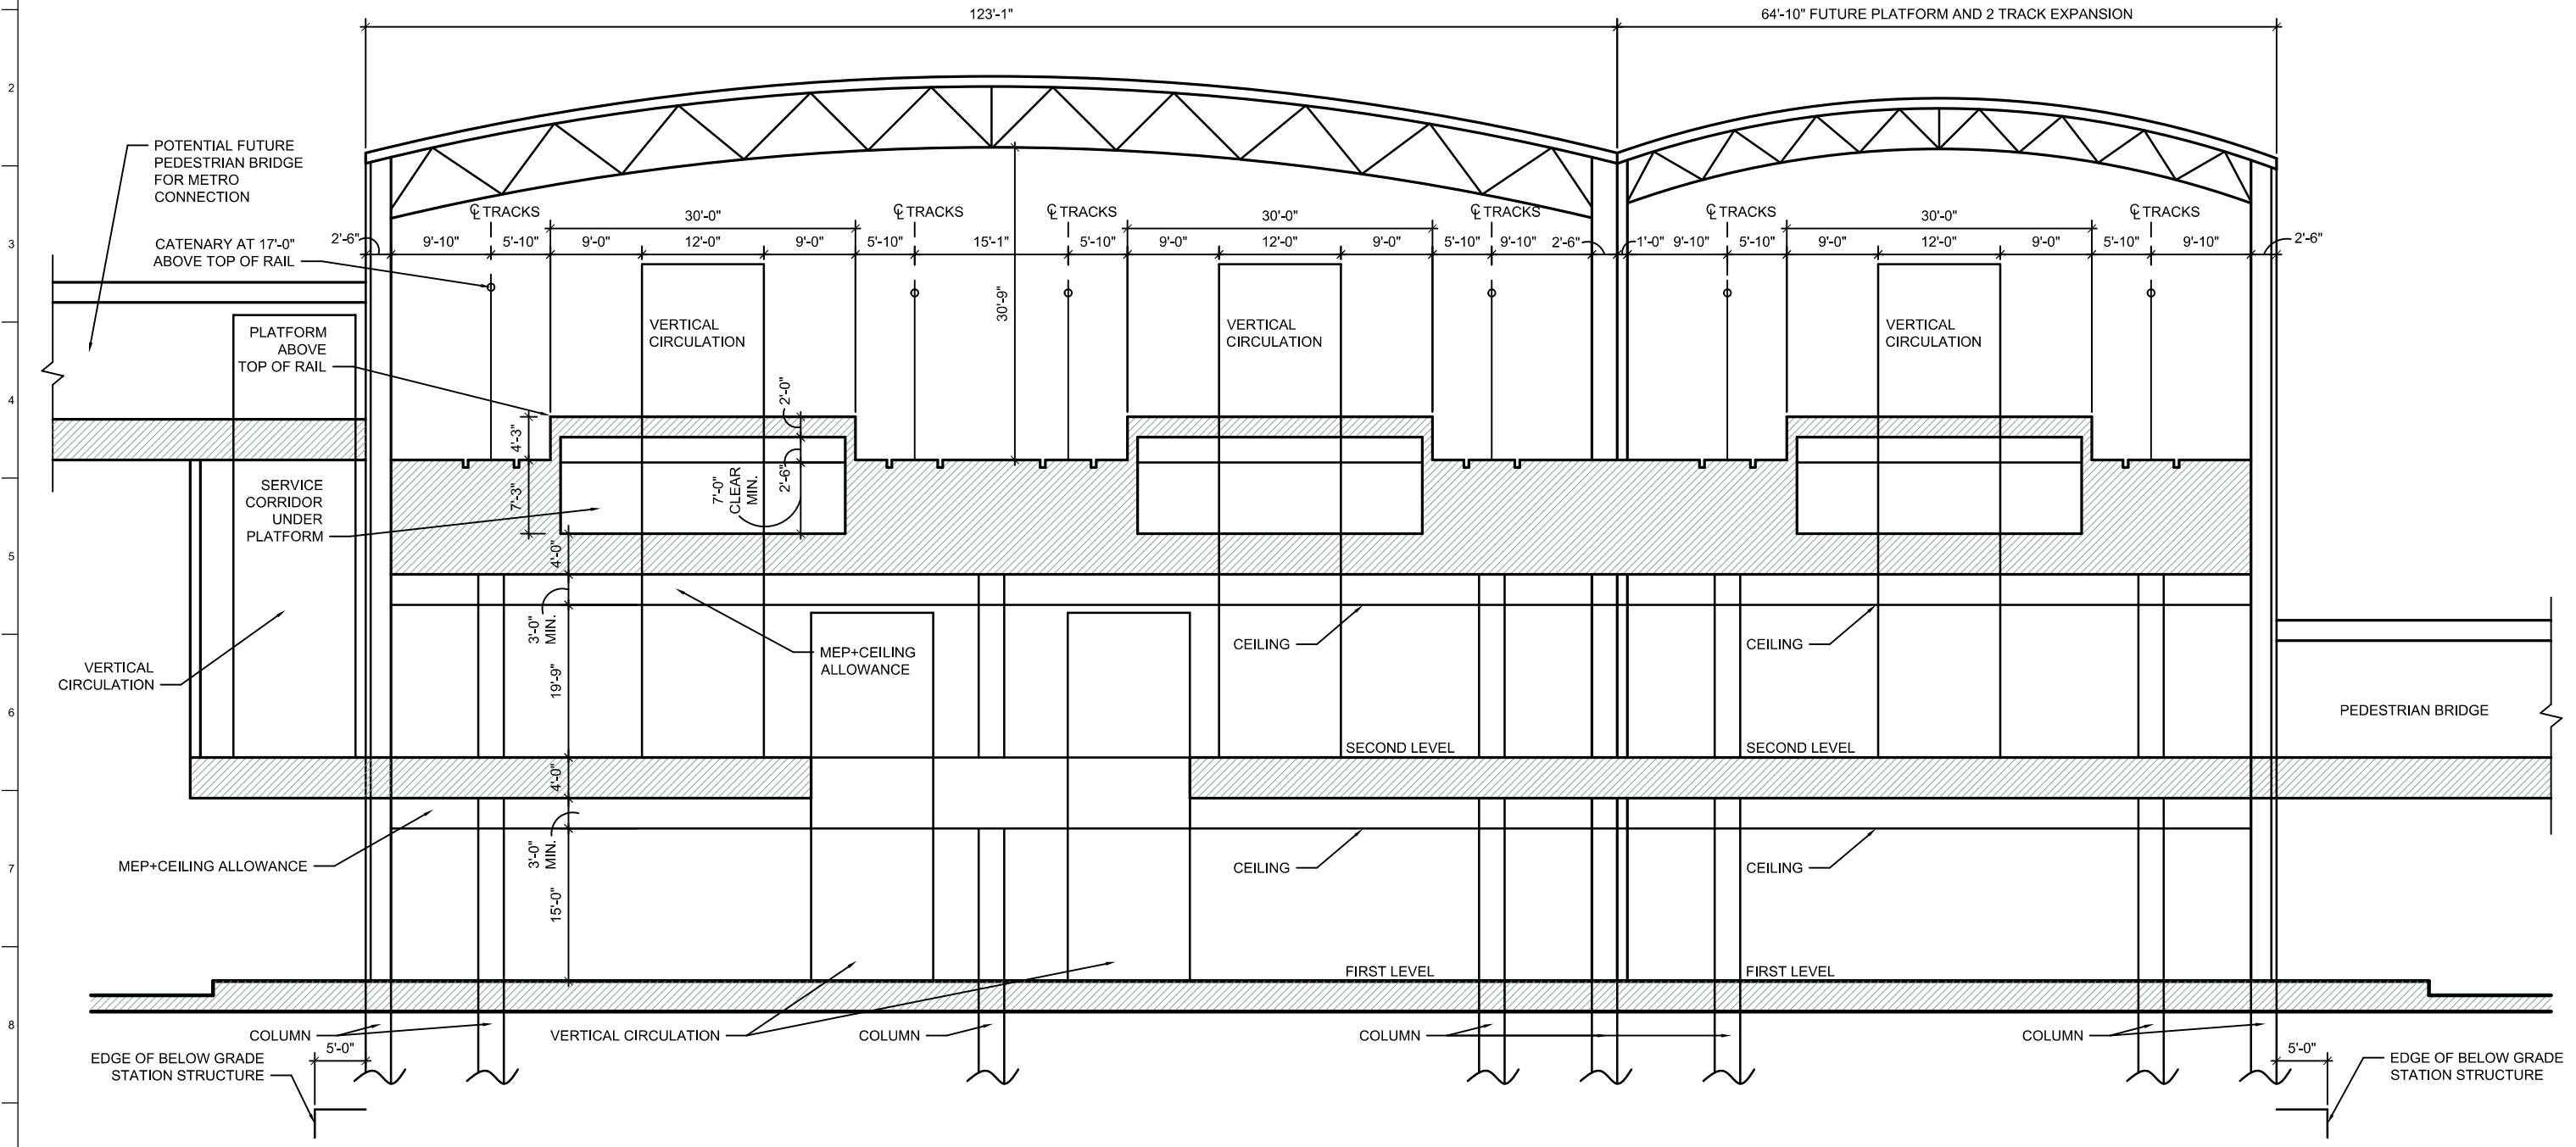 123'-1"
64'-10" FUTURE PLATFORM AND 2 TRACK EXPANSION
2
POTENTIAL FUTURE
PEDESTRIAN BRIDGE
FOR METRO
CONNECTION
℄ TRACKS
30'-0"
℄ TRACKS
℄ TRACKS
30'-0"
℄ TRACKS
℄ TRACKS
30'-0"
℄ TRACKS
3
CATENARY AT 17'-0"
ABOVE TOP OF RAIL
2'-6"
9'-10"
5'-10"
9'-0"
12'-0"
9'-0"
5'-10"
15'-1"
5'-10"
9'-0"
12'-0"
9'-0"
5'-10"
9'-10"
2'-6"
1'-0"
9'-10"
5'-10"
9'-0"
12'-0"
9'-0"
5'-10"
9'-10"
2'-6"
30'-9"
PLATFORM
ABOVE
TOP OF RAIL
VERTICAL
CIRCULATION
VERTICAL
CIRCULATION
VERTICAL
CIRCULATION
4
2'-0"
4'-3"
7'-3"
7'-0"
CLEAR
MIN.
2'-6"
SERVICE
CORRIDOR
UNDER
PLATFORM
5
4'-0"
3'-0"
MIN.
MEP+CEILING
ALLOWANCE
CEILING
CEILING
VERTICAL
CIRCULATION
19'-9"
6
PEDESTRIAN BRIDGE
SECOND LEVEL
SECOND LEVEL
4'-0"
3'-0"
MIN.
MEP+CEILING ALLOWANCE
CEILING
CEILING
7
15'-0"
FIRST LEVEL
FIRST LEVEL
8
COLUMN
VERTICAL CIRCULATION
COLUMN
COLUMN
COLUMN
5'-0"
5'-0"
EDGE OF BELOW GRADE
STATION STRUCTURE
EDGE OF BELOW GRADE
STATION STRUCTURE